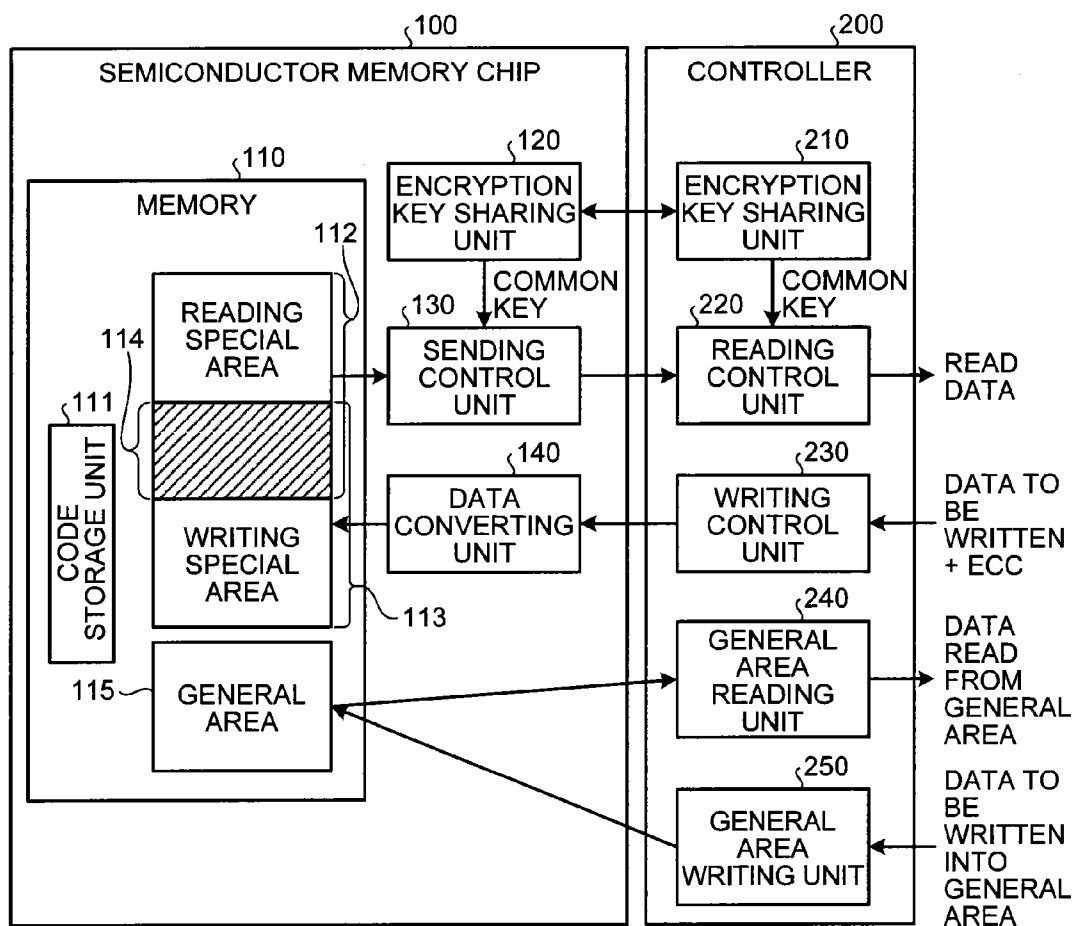 100
200
SEMICONDUCTOR MEMORY CHIP
CONTROLLER
110
MEMORY
120
ENCRYPTION
KEY SHARING
UNIT
210
ENCRYPTION
KEY SHARING
UNIT
112
READING
SPECIAL
AREA
COMMON
KEY
COMMON
KEY
130
SENDING
CONTROL
UNIT
220
READING
CONTROL
UNIT
READ
DATA
114
111
CODE
STORAGE UNIT
WRITING
SPECIAL
AREA
113
140
DATA
CONVERTING
UNIT
230
WRITING
CONTROL
UNIT
DATA TO
BE
WRITTEN
+ ECC
115
GENERAL
AREA
240
GENERAL
AREA
READING
UNIT
DATA
READ
FROM
GENERAL
AREA
250
GENERAL
AREA
WRITING UNIT
DATA TO
BE
WRITTEN
INTO
GENERAL
AREA